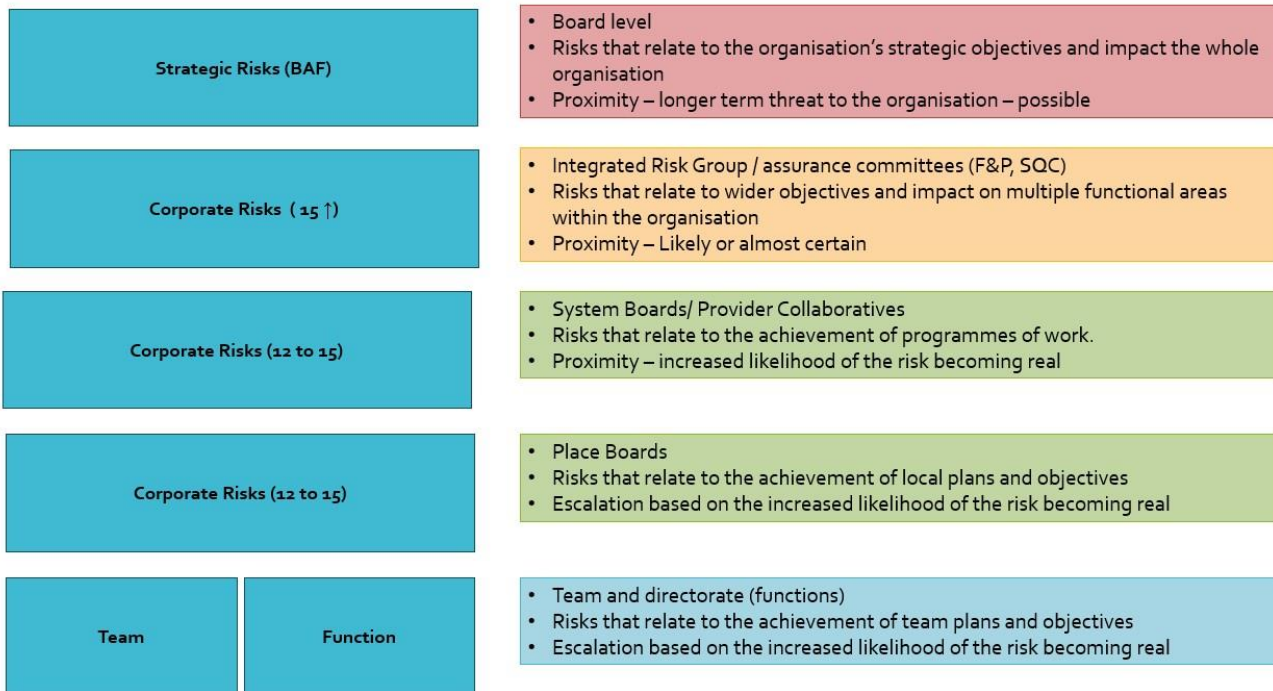 Strategic Risks (BAF)
• Board level
• Risks that relate to the organisation’s strategic objectives and impact the whole
organisation
• Proximity – longer term threat to the organisation – possible
Corporate Risks ( 15 ↑)
• Integrated Risk Group / assurance committees (F&P, SQC)
• Risks that relate to wider objectives and impact on multiple functional areas
within the organisation
• Proximity – Likely or almost certain
Corporate Risks (12 to 15)
• System Boards/ Provider Collaboratives
• Risks that relate to the achievement of programmes of work.
• Proximity – increased likelihood of the risk becoming real
Corporate Risks (12 to 15)
• Place Boards
• Risks that relate to the achievement of local plans and objectives
• Escalation based on the increased likelihood of the risk becoming real
Team
Function
• Team and directorate (functions)
• Risks that relate to the achievement of team plans and objectives
• Escalation based on the increased likelihood of the risk becoming real